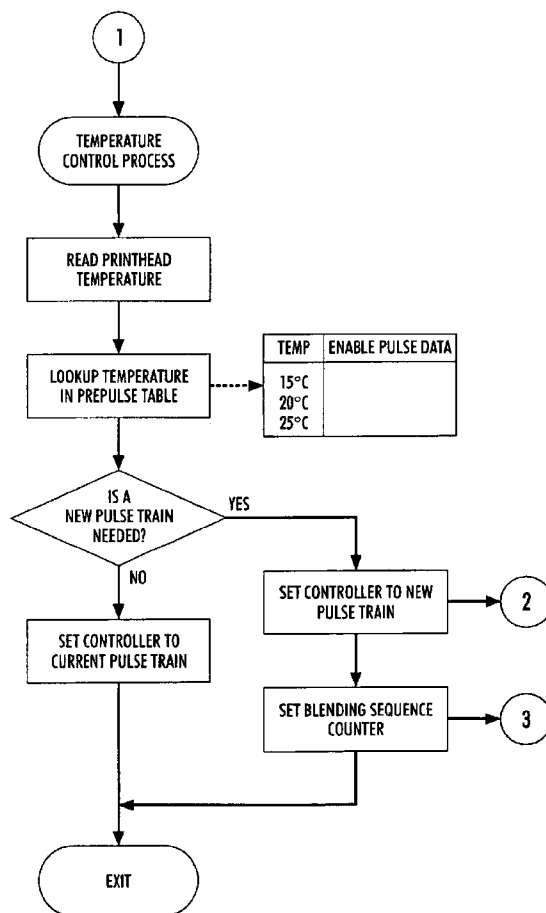 1
TEMPERATURE
CONTROL PROCESS
READ PRINTHEAD
TEMPERATURE
LOOKUP TEMPERATURE
IN PREPULSE TABLE
TEMP ENABLE PULSE DATA
15°C
20°C
25°C
IS A
NEW PULSE TRAIN
NEEDED?
YES
NO
SET CONTROLLER TO NEW
PULSE TRAIN
2
SET CONTROLLER TO
CURRENT PULSE TRAIN
SET BLENDING SEQUENCE
COUNTER
3
EXIT